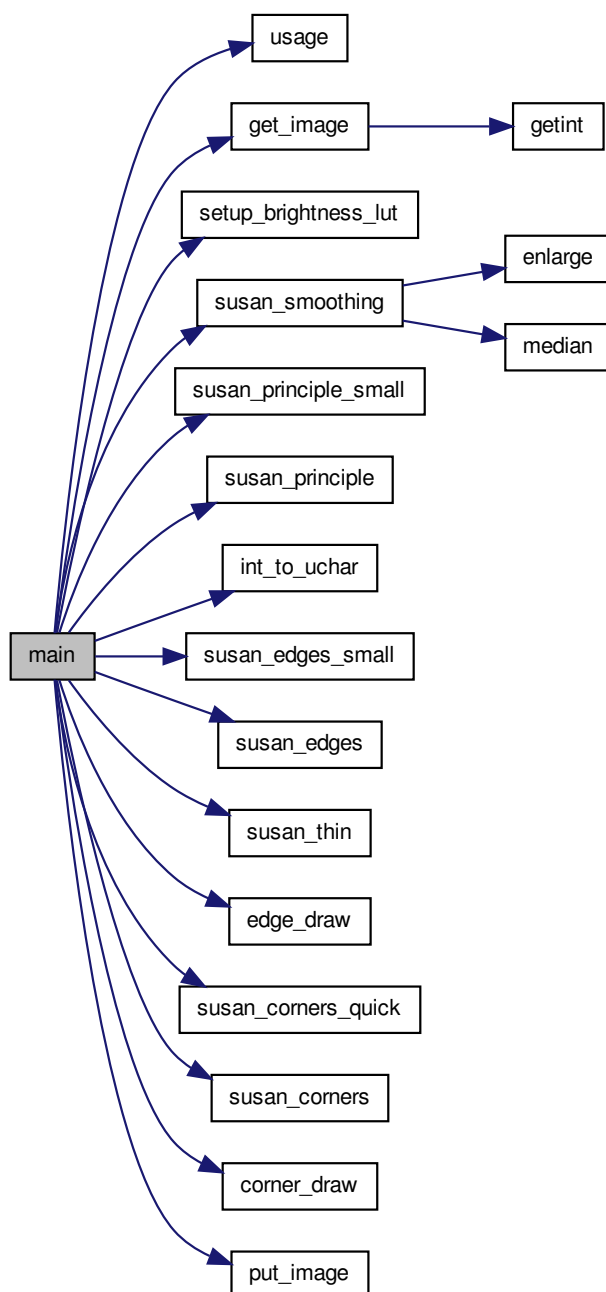 usage
get_image
getint
setup_brightness_lut
enlarge
susan_smoothing
median
susan_principle_small
susan_principle
int_to_uchar
main
susan_edges_small
susan_edges
susan_thin
edge_draw
susan_corners_quick
susan_corners
corner_draw
put_image